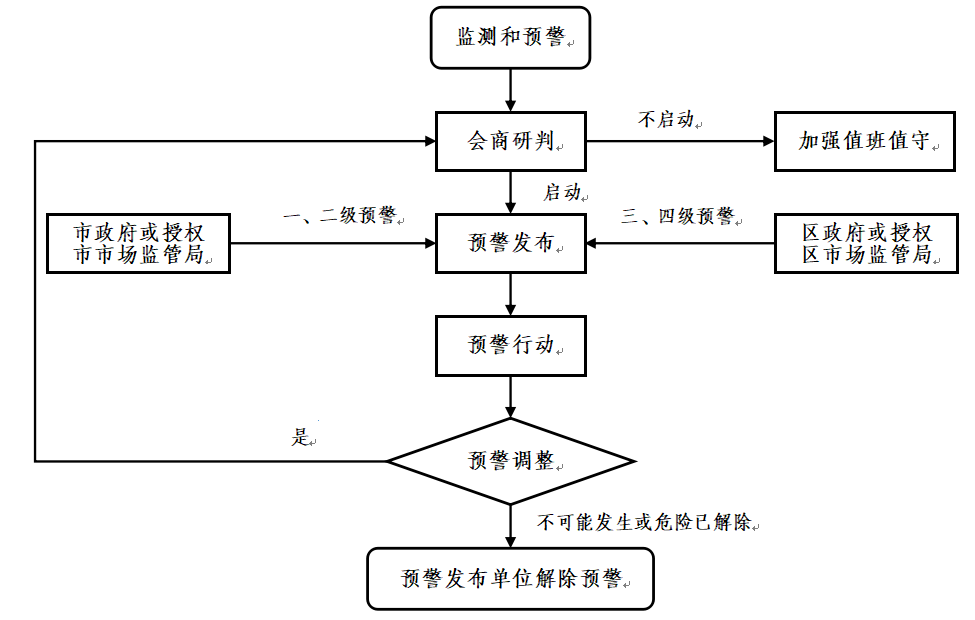 监测和预警
不启动
会商研判
加强值班值守
启动
一、二级预警
三、四级预警
市政府或授权
市市场监管局
预警发布
区政府或授权
区市场监管局
预警行动
是
预警调整
不可能发生或危险已解除
预警发布单位解除预警